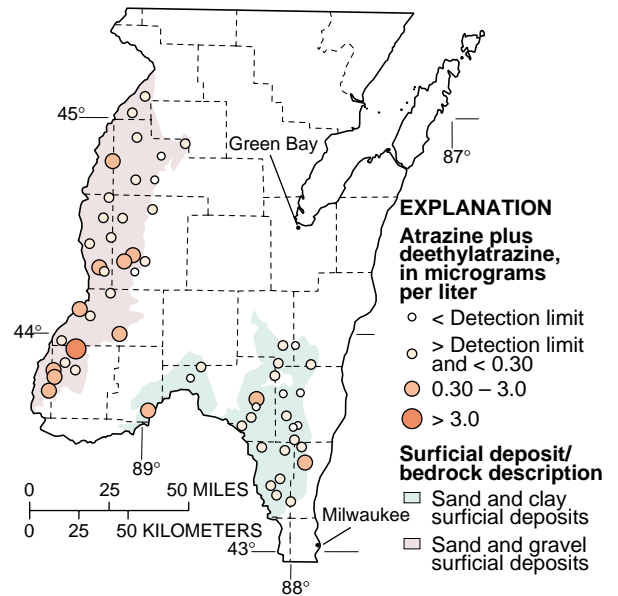 45°
Green Bay
87°
EXPLANATION
Atrazine plus
deethylatrazine,
in micrograms
per liter
< Detection limit
> Detection limit
and < 0.30
0.30 – 3.0
> 3.0
44°
Surficial deposit/
bedrock description
Sand and clay
surficial deposits
Sand and gravel
surficial deposits
89°
0 25 50 MILES
0 25 50 KILOMETERS
Milwaukee
43°
88°